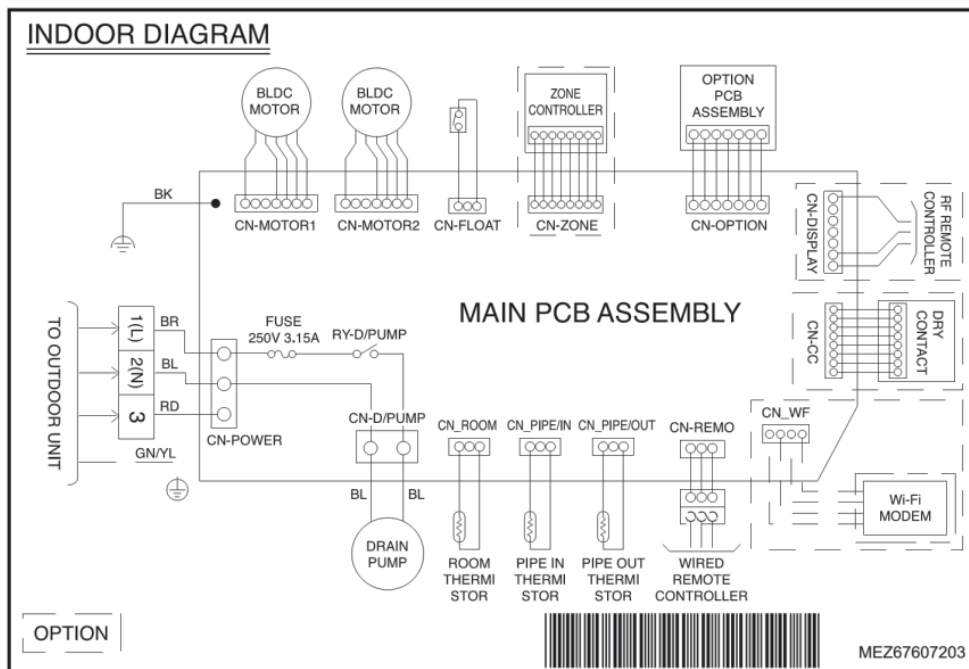 INDOOR DIAGRAM
BLDC
MOTOR
BLDC
MOTOR
ZONE
CONTROLLER
OPTION
PCB
ASSEMBLY
BK
CN-MOTOR1
CN-MOTOR2
CN-FLOAT
CN-ZONE
CN-OPTION
CN-DISPLAY
RF REMOTE
CONTROLLER
MAIN PCB ASSEMBLY
CN-CC
DRY
CONTACT
TO OUTDOOR UNIT
1(L)
2(N)
3
BR
BL
RD
GN/YL
CN-POWER
FUSE
250V 3.15A
RY-D/PUMP
CN-D/PUMP
BL
BL
DRAIN
PUMP
CN_ROOM
CN_PIPE/IN
CN_PIPE/OUT
CN-REMO
CN_WF
ROOM
THERMI
STOR
PIPE IN
THERMI
STOR
PIPE OUT
THERMI
STOR
WIRED
REMOTE
CONTROLLER
Wi-Fi
MODEM
OPTION
MEZ67607203